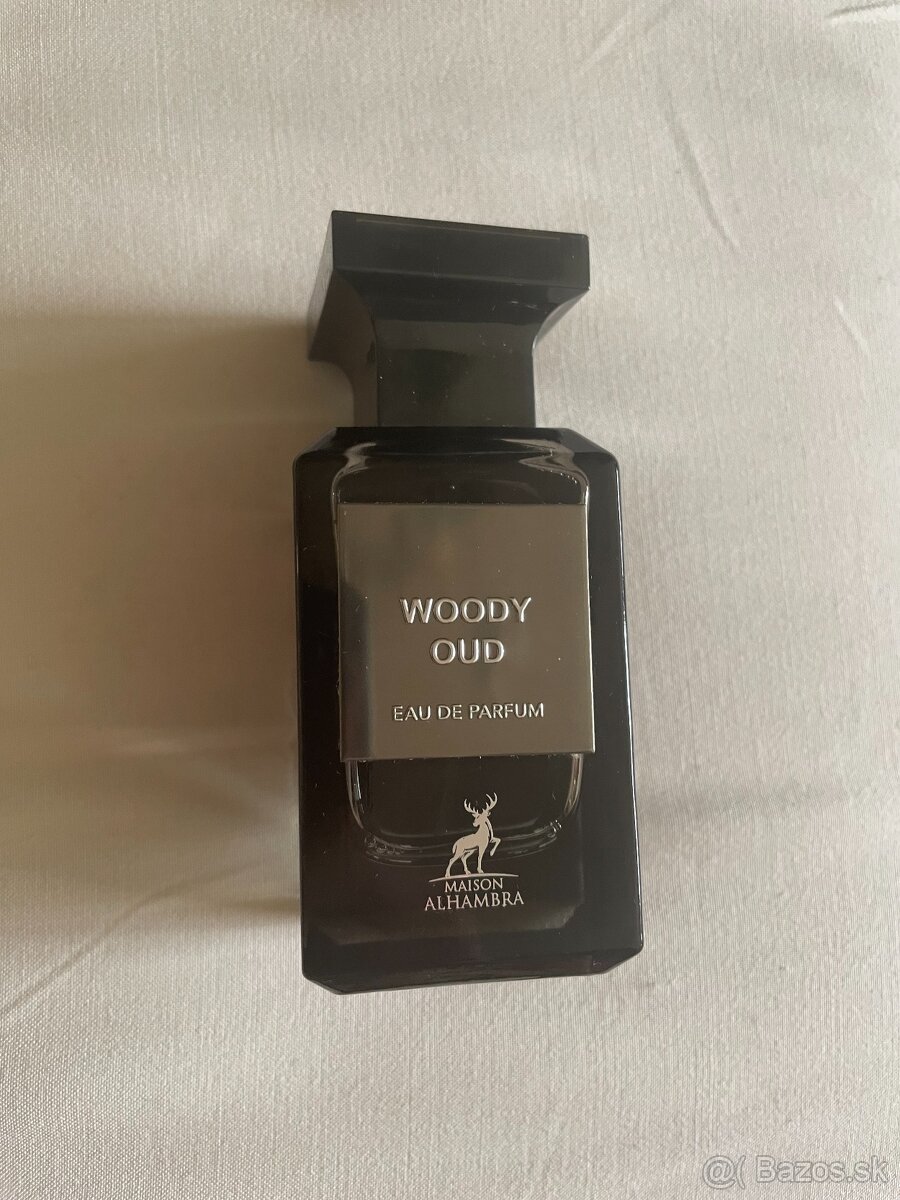 WOODY
OUD
EAU DE PARFUM
MAISON
ALHAMBRA
@( Bazos.sk